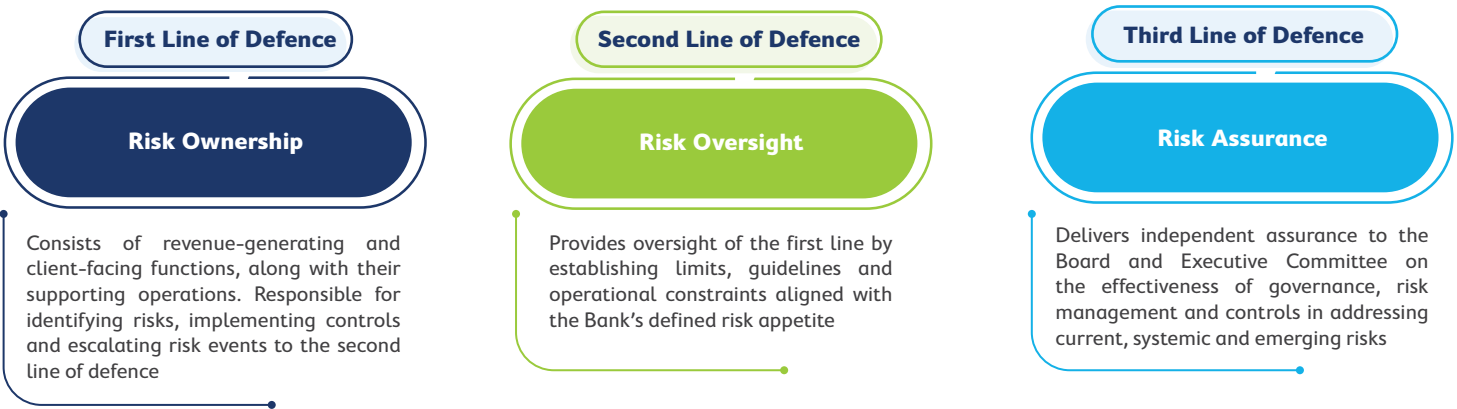 First Line of Defence
Risk Ownership
Consists of revenue-generating and
client-facing functions, along with their
supporting operations. Responsible for
identifying risks, implementing controls
and escalating risk events to the second
line of defence
Second Line of Defence
Risk Oversight
Provides oversight of the first line by
establishing limits, guidelines and
operational constraints aligned with
the Bank’s defined risk appetite
Third Line of Defence
Risk Assurance
Delivers independent assurance to the
Board and Executive Committee on
the effectiveness of governance, risk
management and controls in addressing
current, systemic and emerging risks